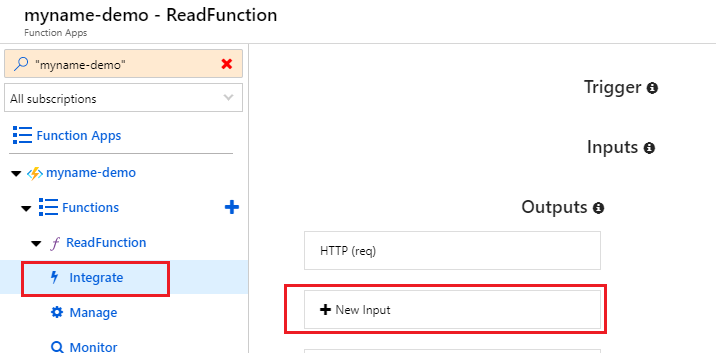 myname-demo - ReadFunction
Function Apps
"myname-demo"
All subscriptions
Function Apps
myname-demo
Functions
ReadFunction
Integrate
Manage
Monitor
Trigger
Inputs
Outputs
HTTP (req)
New Input